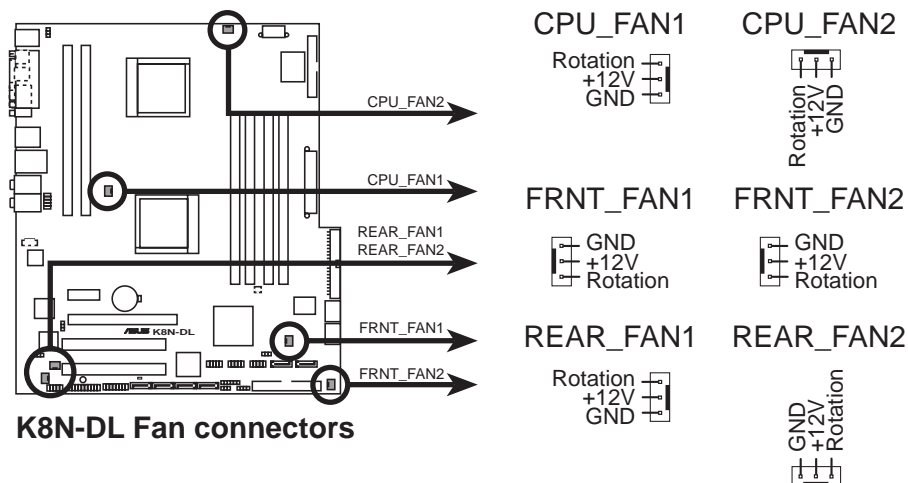 CPU_FAN2
CPU_FAN1
REAR_FAN1
REAR_FAN2
FRNT_FAN1
FRNT_FAN2
ASUS K8N-DL
K8N-DL Fan connectors
CPU_FAN1
Rotation
+12V
GND
CPU_FAN2
Rotation
+12V
GND
FRNT_FAN1
GND
+12V
Rotation
FRNT_FAN2
GND
+12V
Rotation
REAR_FAN1
Rotation
+12V
GND
REAR_FAN2
GND
+12V
Rotation